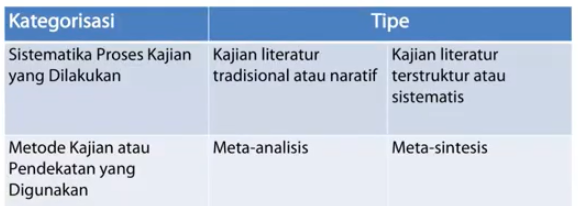 Kategorisasi Tipe
Sistematika Proses Kajian
yang Dilakukan
Kajian literatur
tradisional atau naratif
Kajian literatur
terstruktur atau
sistematis
Metode Kajian atau
Pendekatan yang
Digunakan
Meta-analisis
Meta-sintesis